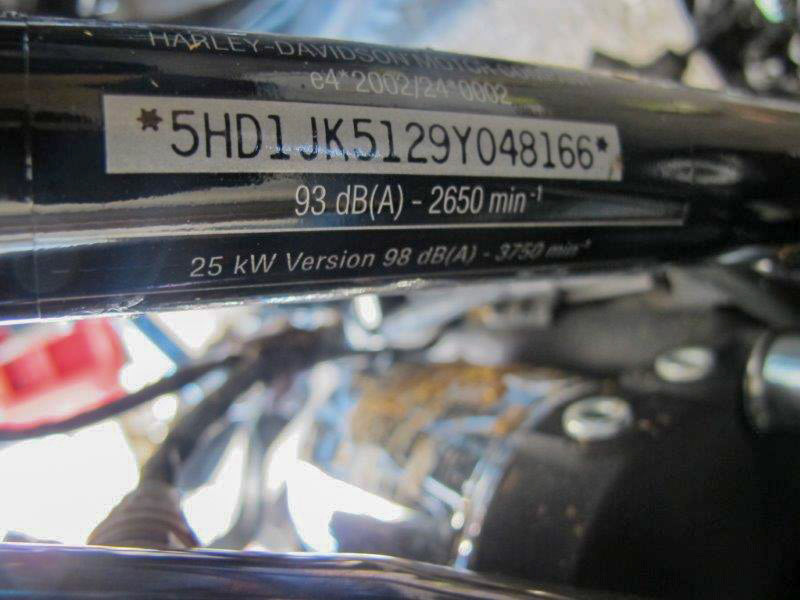 HARLEY-DAVIDSON MOTOR COMPANY
e4*2002/24*0002
*5HD1JK5129Y048166*
93 dB(A) - 2650 min⁻¹
25 kW Version 98 dB(A) - 3750 min⁻¹